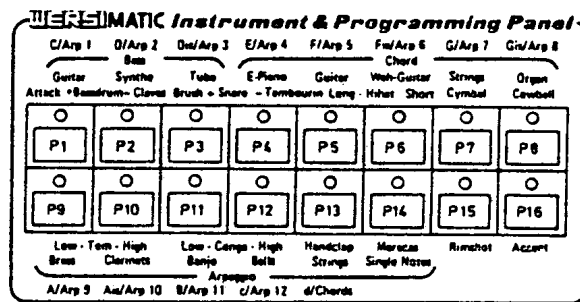 WERSIMATIC Instrument & Programming Panel
C/Arp 1 D/Arp 2 Dis/Arp 3 E/Arp 4 F/Arp 5 Fis/Arp 6 G/Arp 7 Gis/Arp 8
Bass Chord
Guitar Synthe Tuba E-Piano Guitar Wah-Guitar Strings Organ
Attack + Bassdrum - Claves Brush + Snare - Tambourin Long - Hihat Short Cymbal Cowbell
P1 P2 P3 P4 P5 P6 P7 P8
P9 P10 P11 P12 P13 P14 P15 P16
Low - Tom - High Low - Conga - High Handclap Maracas Rimshot Accent
Brass Clarinets Banjo Bells Strings Single Notes
Arpeggio
A/Arp 9 Ais/Arp 10 B/Arp 11 c/Arp 12 d/Chords